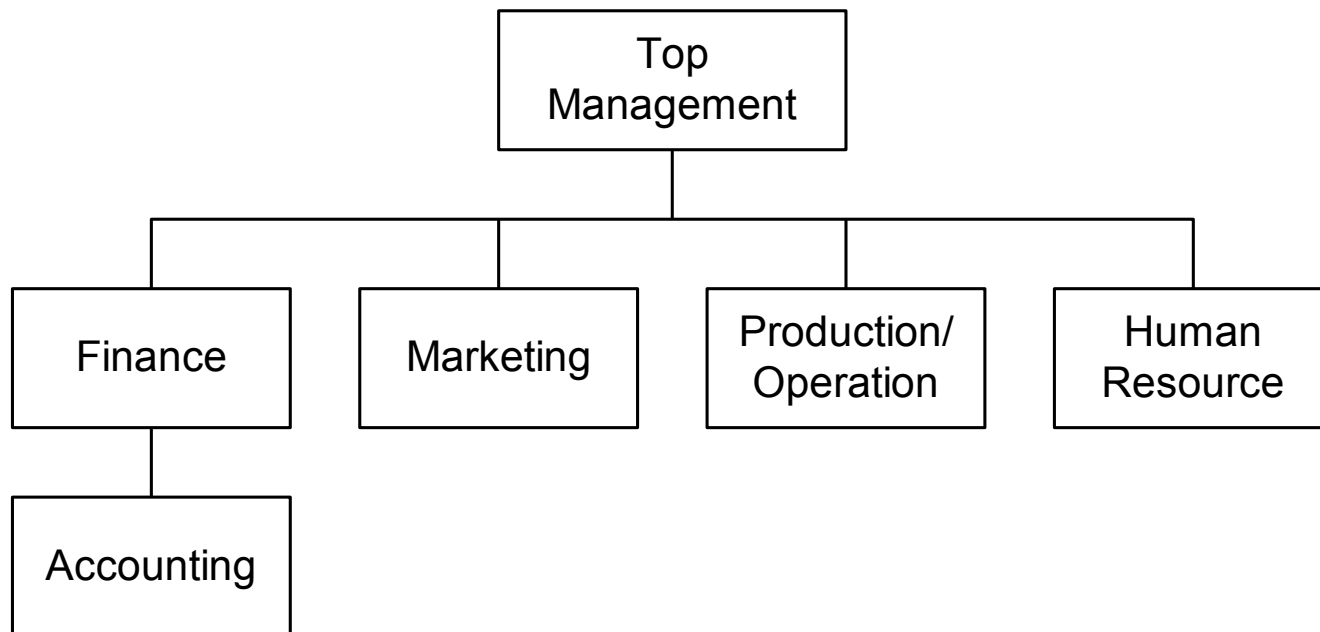 Top
Management
Finance
Marketing
Production/
Operation
Human
Resource
Accounting